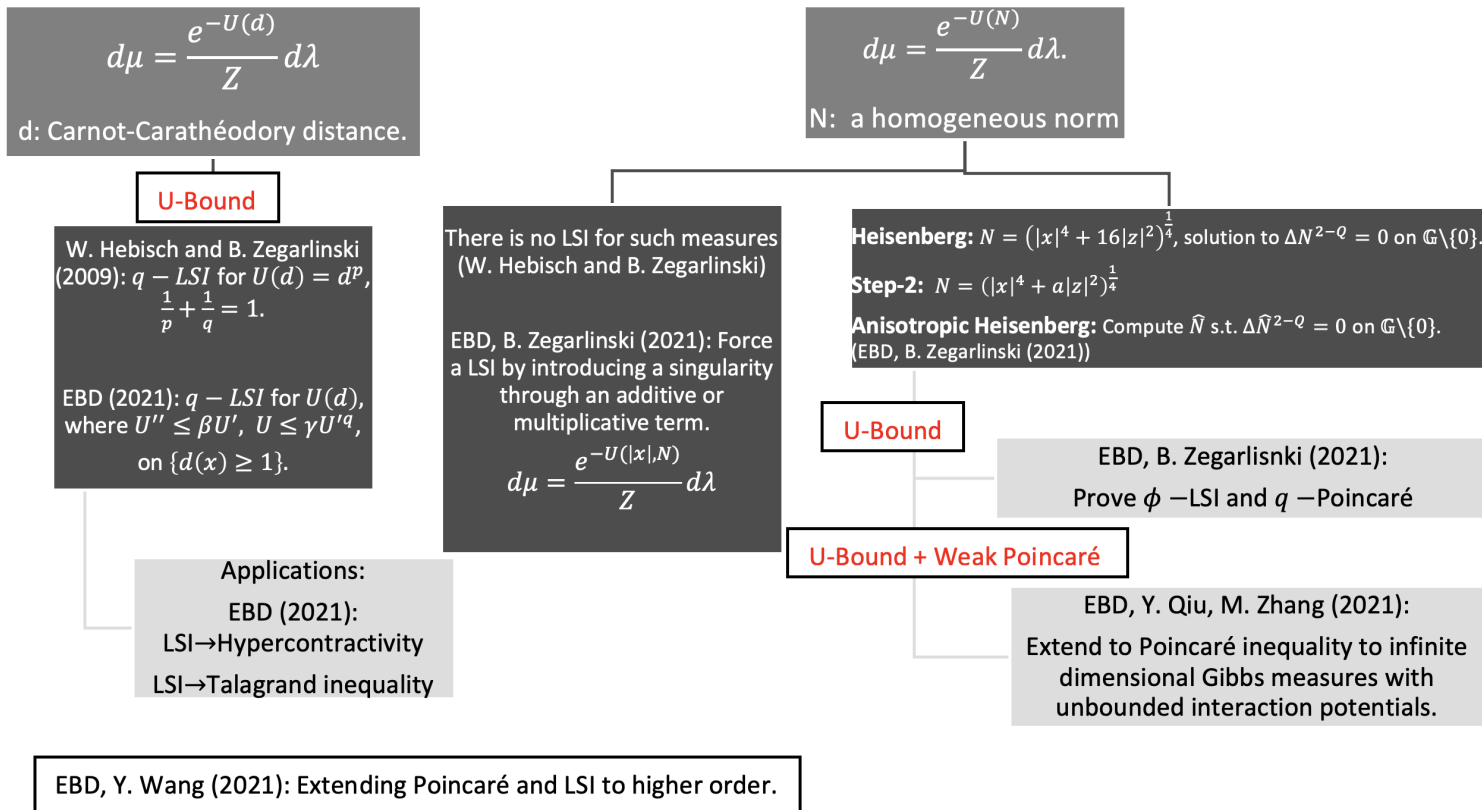 dμ = e^{-U(d)}/Z dλ
d: Carnot-Carathéodory distance.
U-Bound
W. Hebisch and B. Zegarlinski
(2009): q − LSI for U(d) = d^p,
1/p + 1/q = 1.
EBD (2021): q − LSI for U(d),
where U'' ≤ βU', U ≤ γU'^q,
on {d(x) ≥ 1}.
Applications:
EBD (2021):
LSI→Hypercontractivity
LSI→Talagrand inequality
dμ = e^{-U(N)}/Z dλ.
N: a homogeneous norm
There is no LSI for such measures
(W. Hebisch and B. Zegarlinski)
EBD, B. Zegarlinski (2021): Force
a LSI by introducing a singularity
through an additive or
multiplicative term.
dμ = e^{-U(|x|,N)}/Z dλ
Heisenberg: N = (|x|^4 + 16|z|^2)^{1/4}, solution to ΔN^{2-Q} = 0 on 𝔾\{0}.
Step-2: N = (|x|^4 + a|z|^2)^{1/4}
Anisotropic Heisenberg: Compute N̂ s.t. ΔN̂^{2-Q} = 0 on 𝔾\{0}.
(EBD, B. Zegarlinski (2021))
U-Bound
EBD, B. Zegarlisnki (2021):
Prove ϕ −LSI and q −Poincaré
U-Bound + Weak Poincaré
EBD, Y. Qiu, M. Zhang (2021):
Extend to Poincaré inequality to infinite
dimensional Gibbs measures with
unbounded interaction potentials.
EBD, Y. Wang (2021): Extending Poincaré and LSI to higher order.